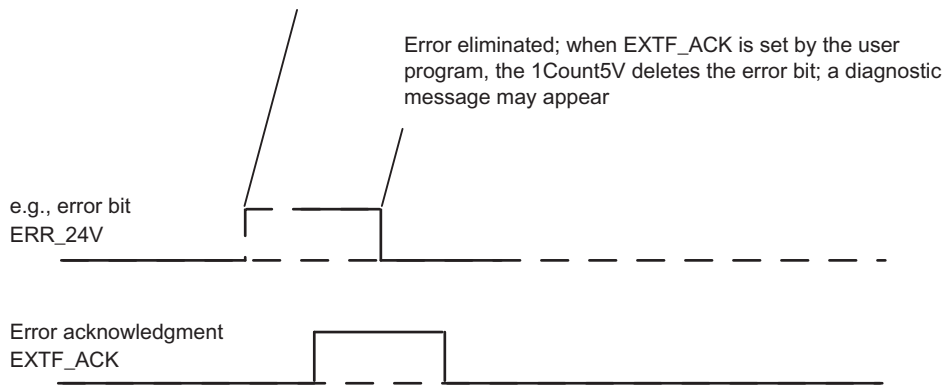 Error eliminated; when EXTF_ACK is set by the user
program, the 1Count5V deletes the error bit; a diagnostic
message may appear
e.g., error bit
ERR_24V
Error acknowledgment
EXTF_ACK